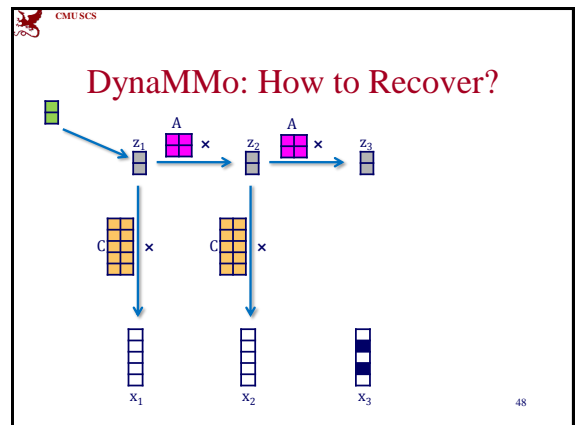 CMU SCS
DynaMMo: How to Recover?
A A
z₁ × z₂ × z₃
C × C ×
x₁ x₂ x₃
48